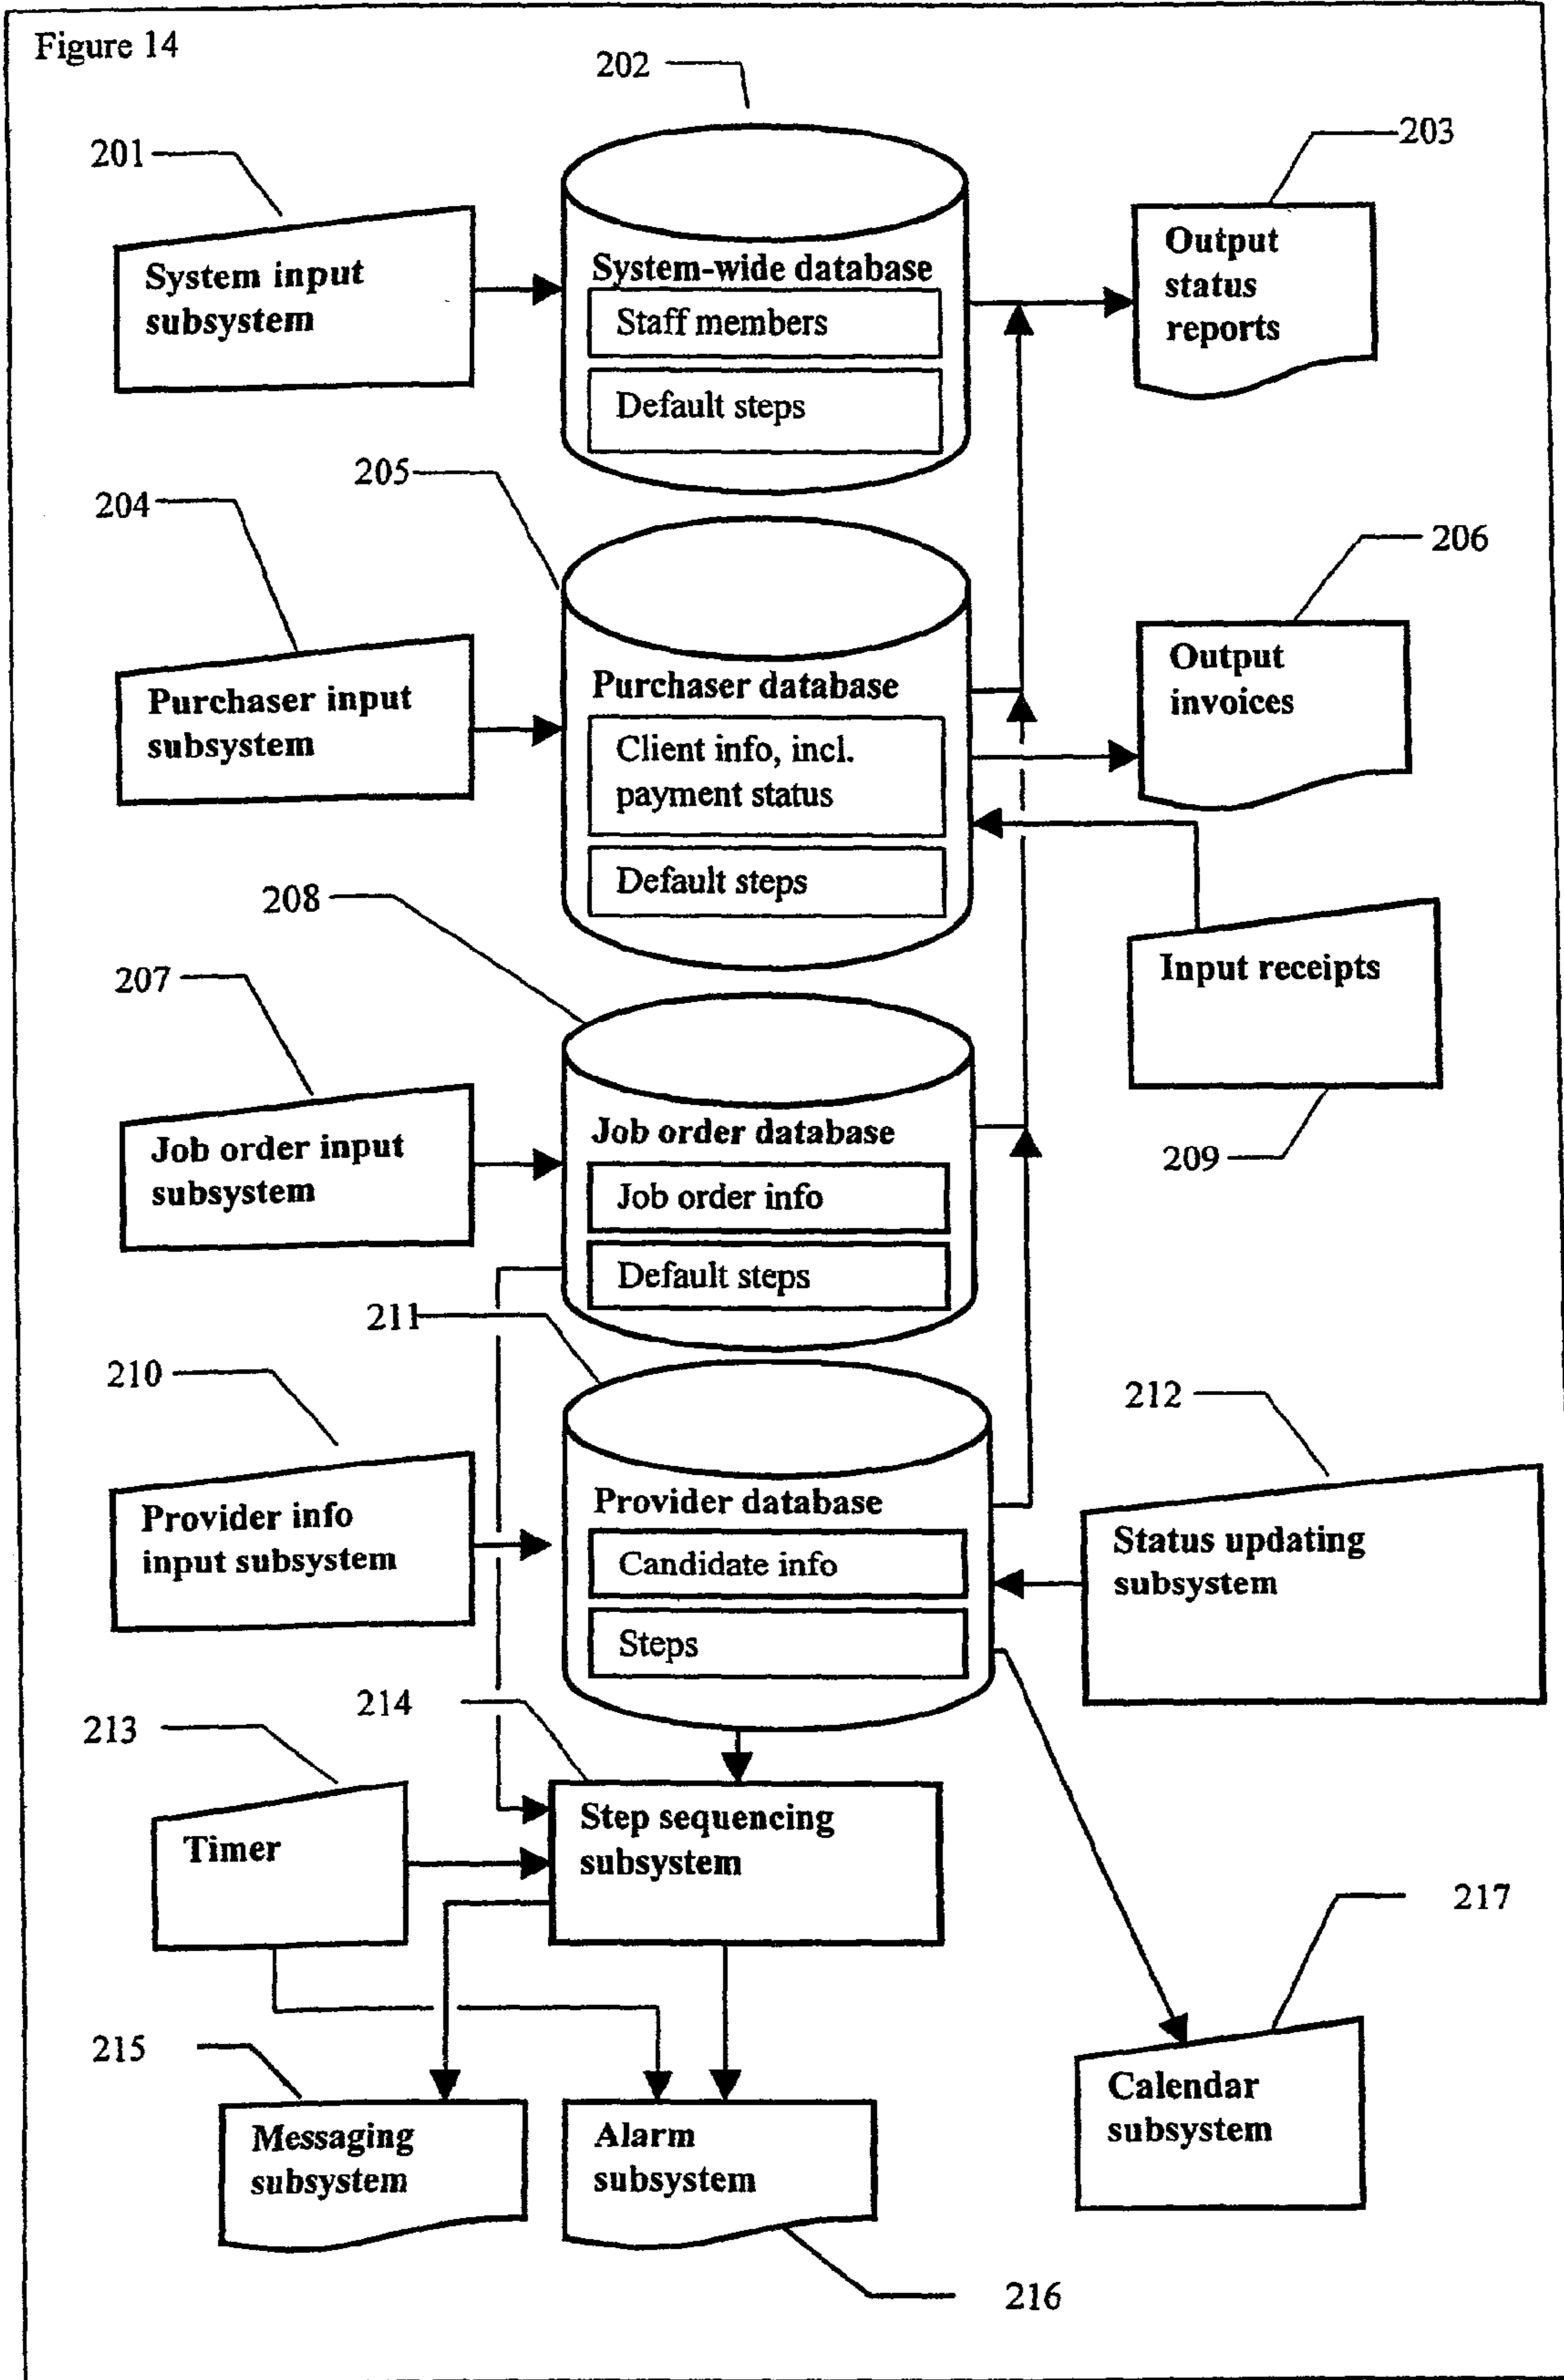 Figure 14
202
201
203
System input
subsystem
System-wide database
Staff members
Default steps
Output
status
reports
205
204
206
Purchaser input
subsystem
Purchaser database
Client info, incl.
payment status
Default steps
Output
invoices
208
207
Input receipts
209
Job order input
subsystem
Job order database
Job order info
Default steps
211
210
212
Provider info
input subsystem
Provider database
Candidate info
Steps
Status updating
subsystem
214
213
Timer
Step sequencing
subsystem
217
215
Messaging
subsystem
Alarm
subsystem
Calendar
subsystem
216